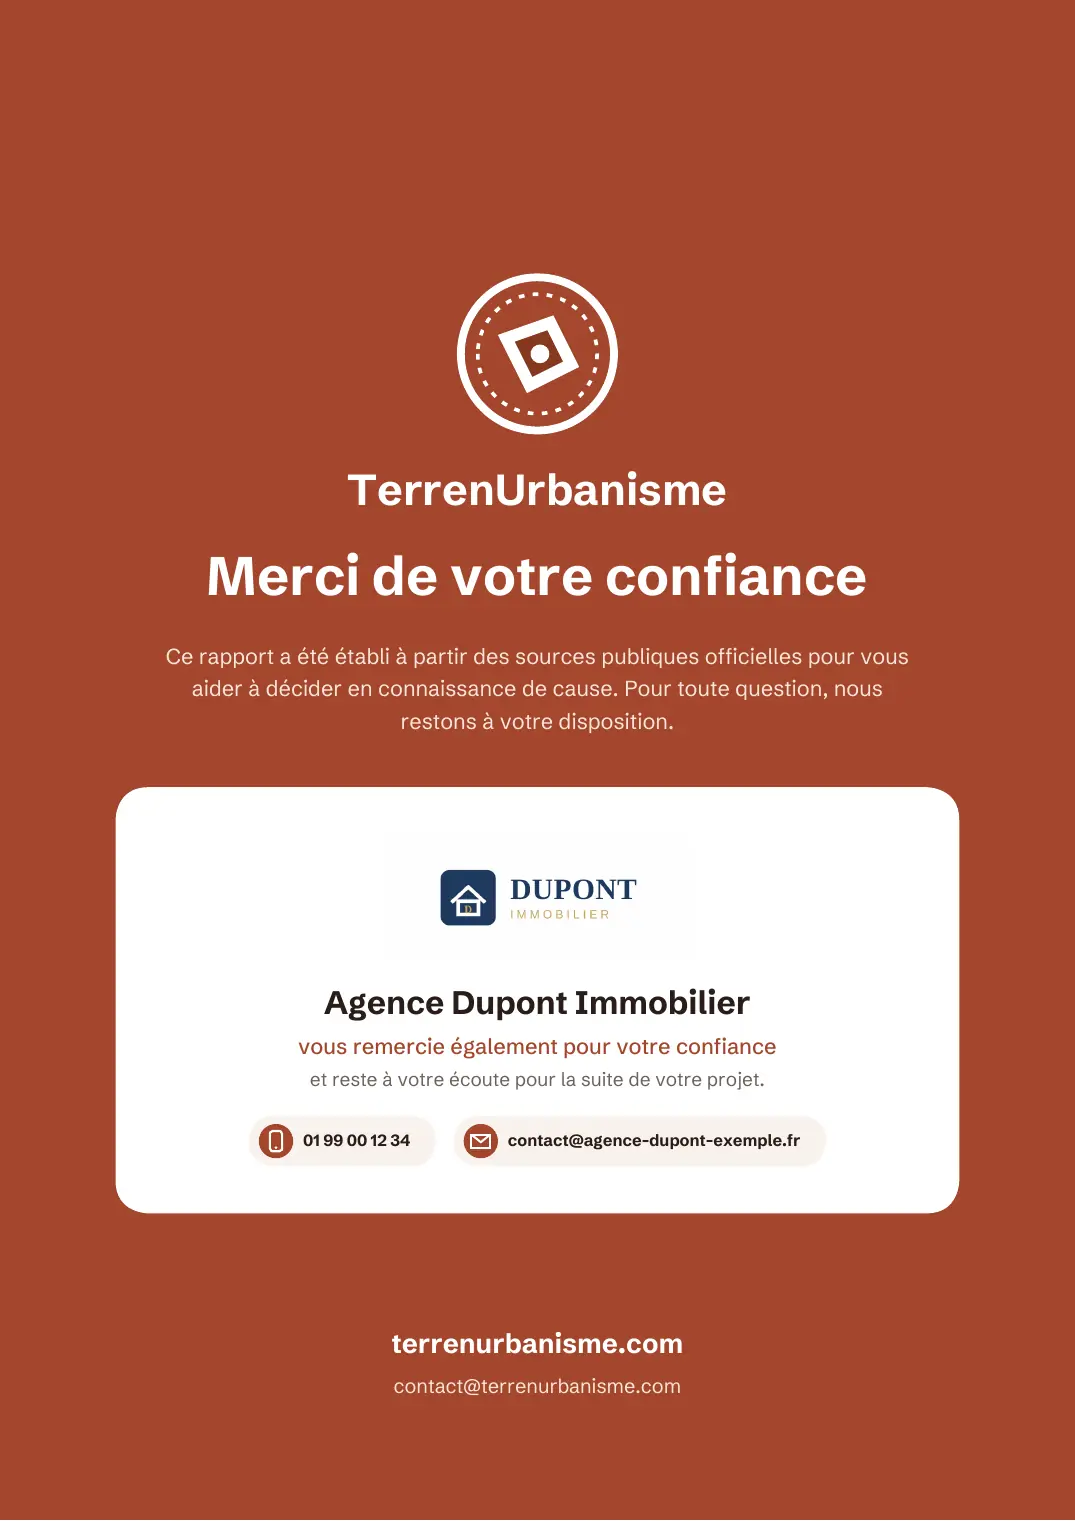 TerrenUrbanisme
Merci de votre confiance
Ce rapport a été établi à partir des sources publiques officielles pour vous
aider à décider en connaissance de cause. Pour toute question, nous
restons à votre disposition.
D
DUPONT
IMMOBILIER
Agence Dupont Immobilier
vous remercie également pour votre confiance
et reste à votre écoute pour la suite de votre projet.
01 99 00 12 34
contact@agence-dupont-exemple.fr
terrenurbanisme.com
contact@terrenurbanisme.com